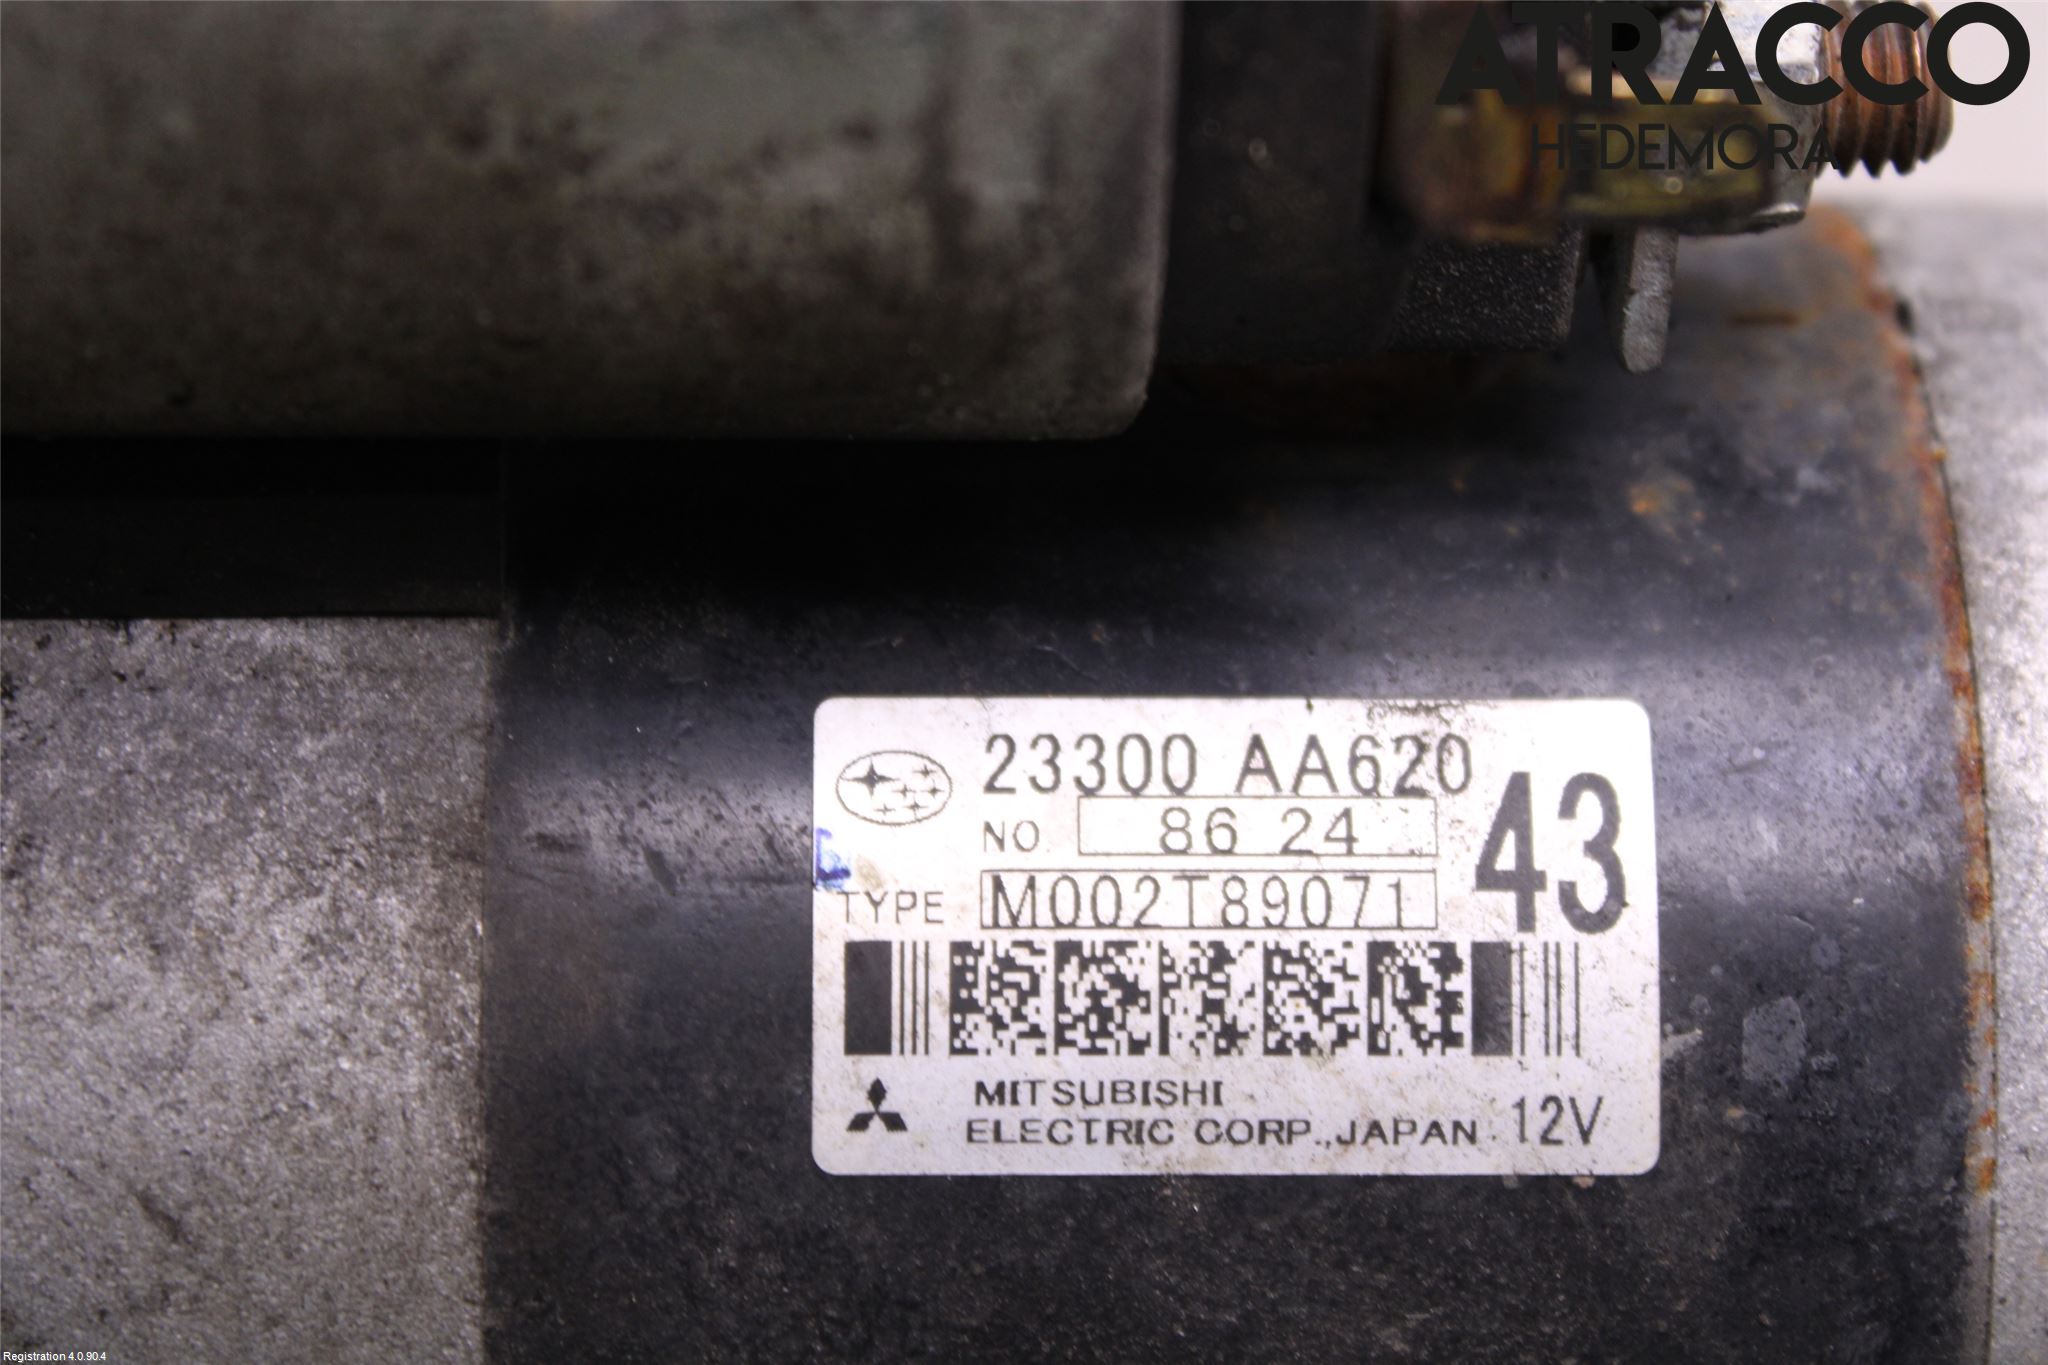 ATRACCO
HEDEMORA
23300 AA620
43
NO. 86 24
TYPE M002T89071
MITSUBISHI
ELECTRIC CORP., JAPAN 12V
Registration 4.0.90.4